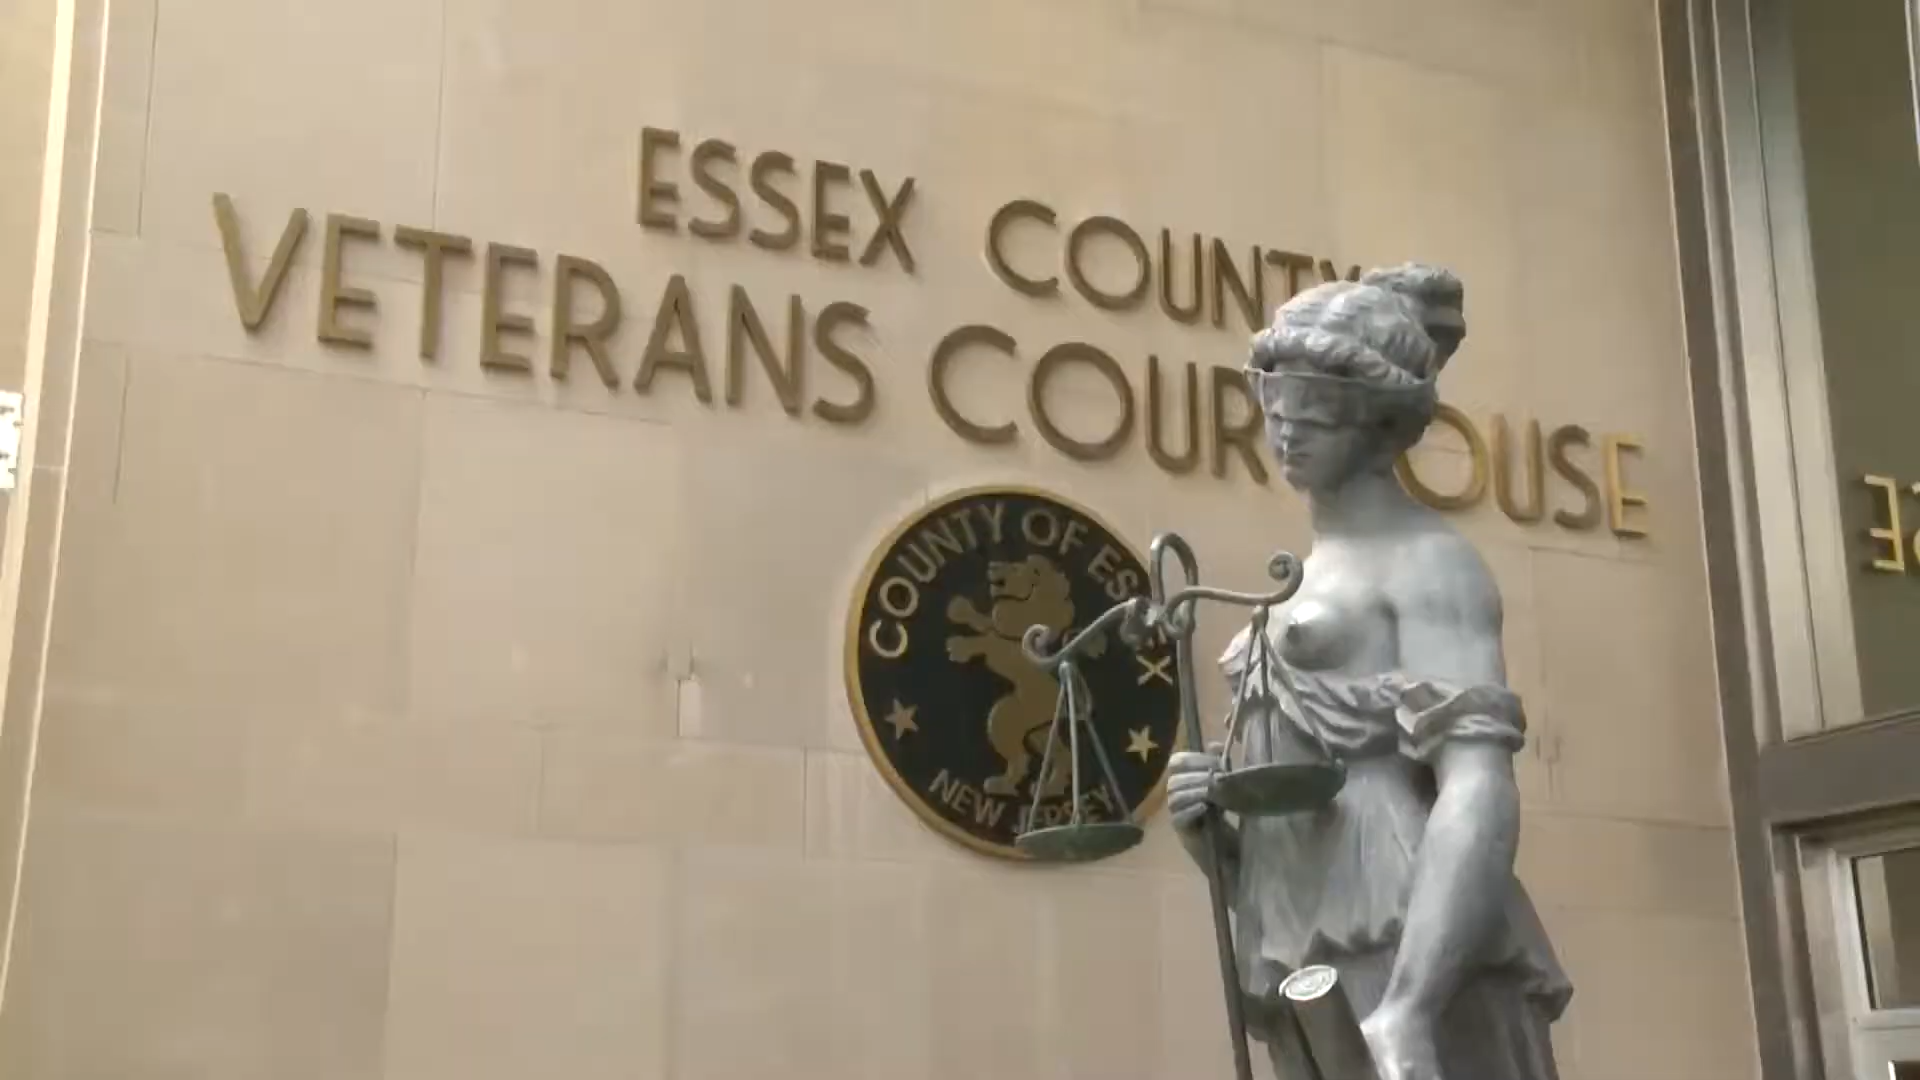 ESSEX COUNTY
VETERANS COURTHOUSE
COUNTY OF ESSEX
NEW JERSEY